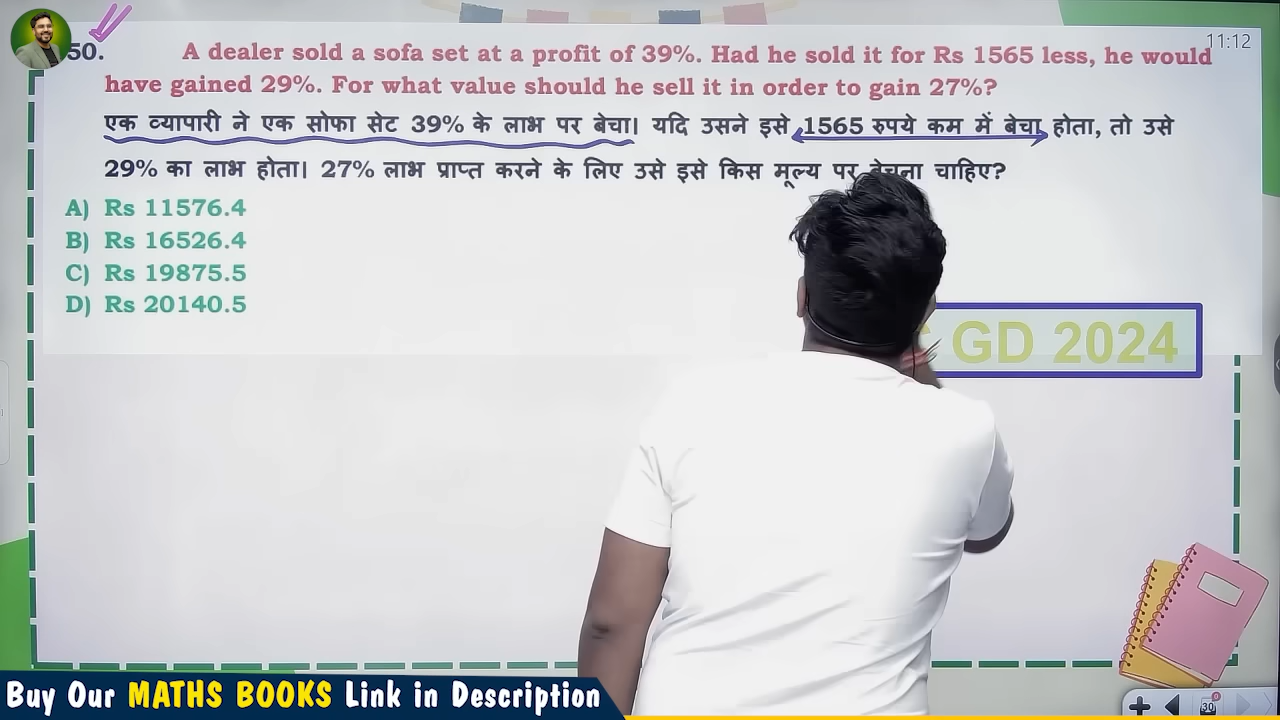 11:12
50. A dealer sold a sofa set at a profit of 39%. Had he sold it for Rs 1565 less, he would
have gained 29%. For what value should he sell it in order to gain 27%?
एक व्यापारी ने एक सोफा सेट 39% के लाभ पर बेचा। यदि उसने इसे 1565 रुपये कम में बेचा होता, तो उसे
29% का लाभ होता। 27% लाभ प्राप्त करने के लिए उसे इसे किस मूल्य पर बेचना चाहिए?
A) Rs 11576.4
B) Rs 16526.4
C) Rs 19875.5
D) Rs 20140.5
GD 2024
Buy Our MATHS BOOKS Link in Description
30